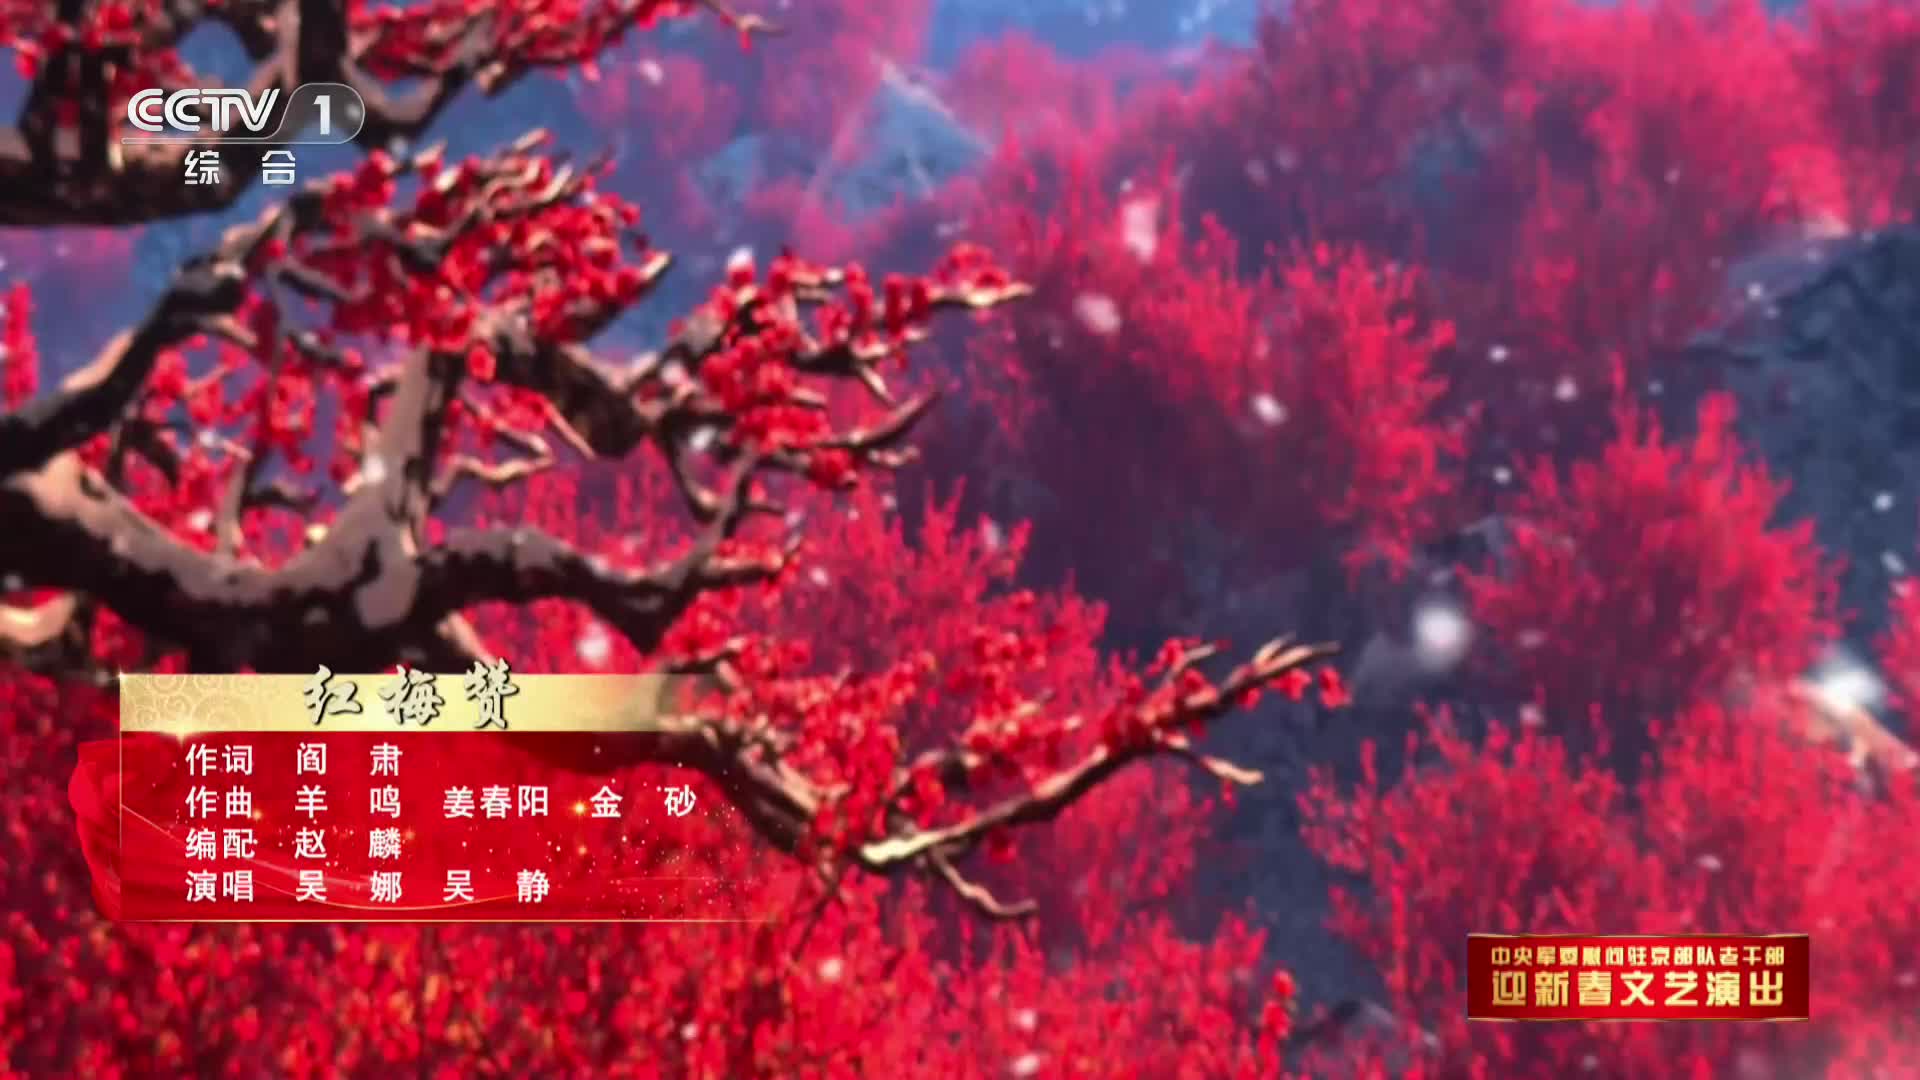 CCTV 1
综 合
红梅赞
作词 阎 肃
作曲 羊 鸣 姜春阳 金 砂
编配 赵 麟
演唱 吴 娜 吴 静
中央军委慰问驻京部队老干部
迎新春文艺演出